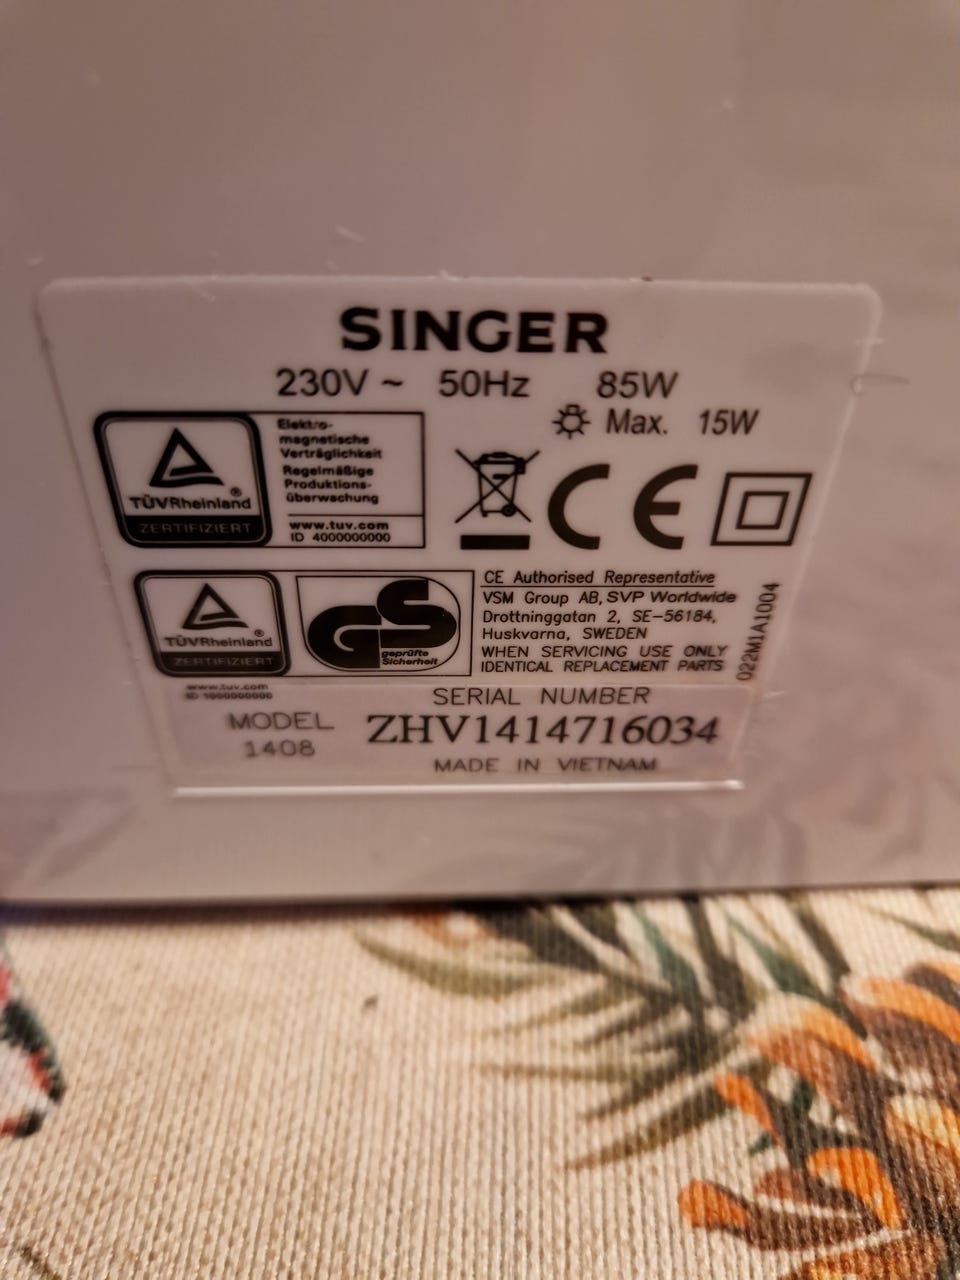 SINGER
230V ~ 50Hz 85W
Max. 15W
Elektro-
magnetische
Verträglichkeit
Regelmäßige
Produktions-
überwachung
www.tuv.com
ID 4000000000
TÜVRheinland®
ZERTIFIZIERT
CE
TÜVRheinland®
ZERTIFIZIERT
GS
geprüfte
Sicherheit
www.tuv.com
ID 1000000000
CE Authorised Representative
VSM Group AB, SVP Worldwide
Drottninggatan 2, SE-56184,
Huskvarna, SWEDEN
WHEN SERVICING USE ONLY
IDENTICAL REPLACEMENT PARTS
022M1A1004
SERIAL NUMBER
MODEL
1408
ZHV1414716034
MADE IN VIETNAM